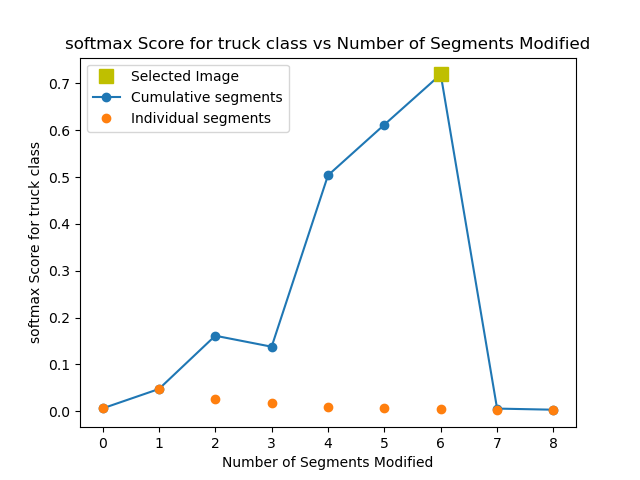 softmax Score for truck class vs Number of Segments Modified
Selected Image
Cumulative segments
Individual segments
softmax Score for truck class
0.7
0.6
0.5
0.4
0.3
0.2
0.1
0.0
0 1 2 3 4 5 6 7 8
Number of Segments Modified